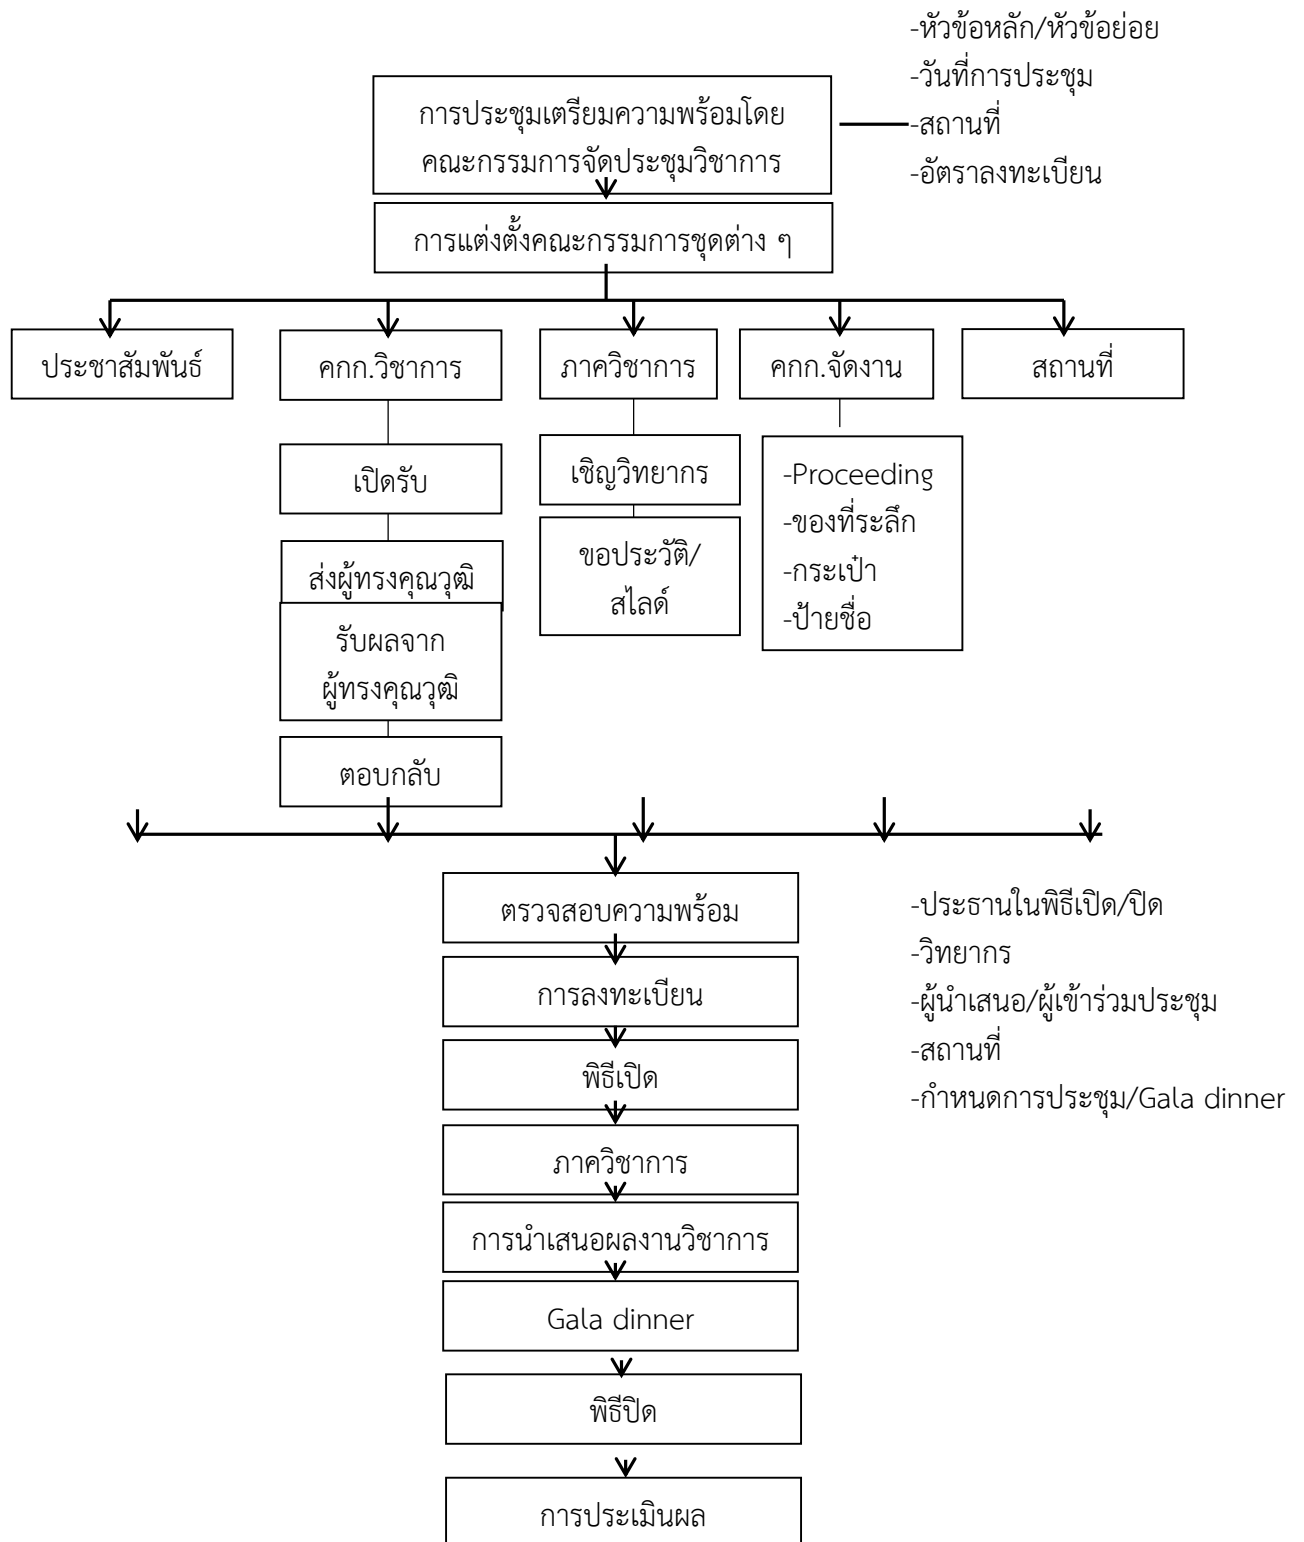 -หัวข้อหลัก/หัวข้อย่อย
-วันที่การประชุม
-สถานที่
-อัตราลงทะเบียน
การประชุมเตรียมความพร้อมโดย
คณะกรรมการจัดประชุมวิชาการ
การแต่งตั้งคณะกรรมการชุดต่าง ๆ
ประชาสัมพันธ์
คกก.วิชาการ
ภาควิชาการ
คกก.จัดงาน
สถานที่
เปิดรับ
ส่งผู้ทรงคุณวุฒิ
รับผลจาก
ผู้ทรงคุณวุฒิ
ตอบกลับ
เชิญวิทยากร
ขอประวัติ/
สไลด์
-Proceeding
-ของที่ระลึก
-กระเป๋า
-ป้ายชื่อ
ตรวจสอบความพร้อม
การลงทะเบียน
พิธีเปิด
ภาควิชาการ
การนำเสนอผลงานวิชาการ
Gala dinner
พิธีปิด
การประเมินผล
-ประธานในพิธีเปิด/ปิด
-วิทยากร
-ผู้นำเสนอ/ผู้เข้าร่วมประชุม
-สถานที่
-กำหนดการประชุม/Gala dinner